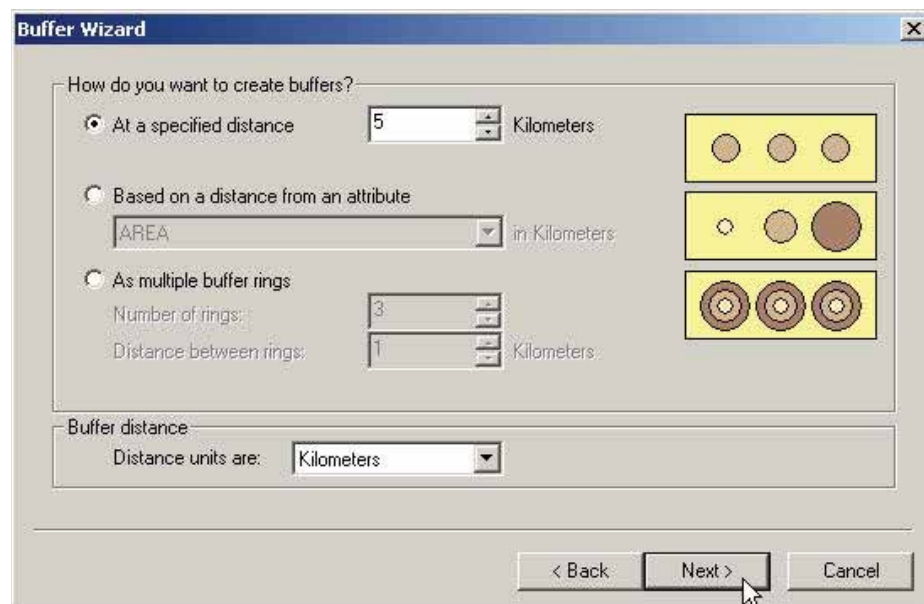 Buffer Wizard
How do you want to create buffers?
At a specified distance 5 Kilometers
Based on a distance from an attribute
AREA in Kilometers
As multiple buffer rings
Number of rings: 3
Distance between rings: 1 Kilometers
Buffer distance
Distance units are: Kilometers
< Back Next > Cancel